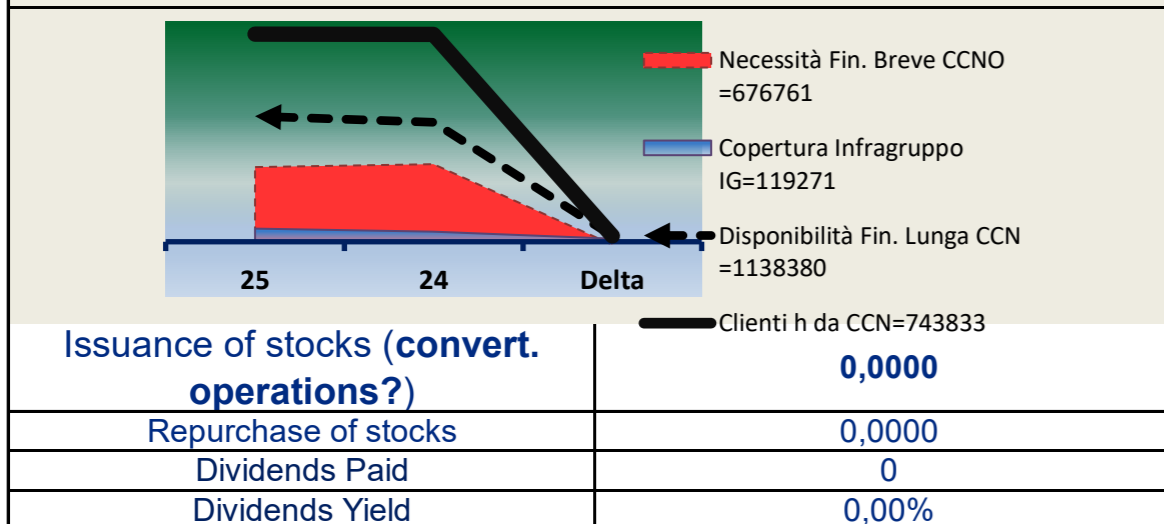 Necessità Fin. Breve CCNO
=676761
Copertura Infragruppo
IG=119271
Disponibilità Fin. Lunga CCN
=1138380
Clienti h da CCN=743833
25 24 Delta
Issuance of stocks (convert.
operations?) 0,0000
Repurchase of stocks 0,0000
Dividends Paid 0
Dividends Yield 0,00%